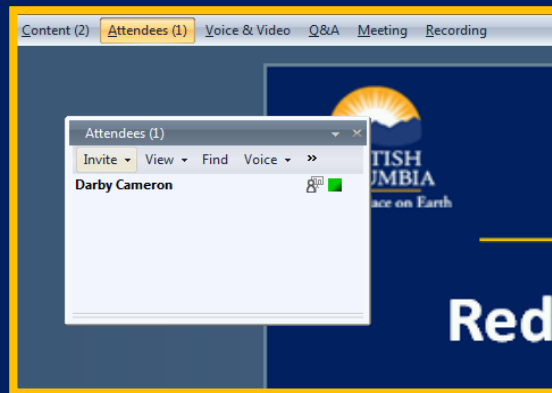 Content (2) Attendees (1) Voice & Video Q&A Meeting Recording
Attendees (1)
Invite View Find Voice »
Darby Cameron
TISH
UMBIA
ace on Earth
Red